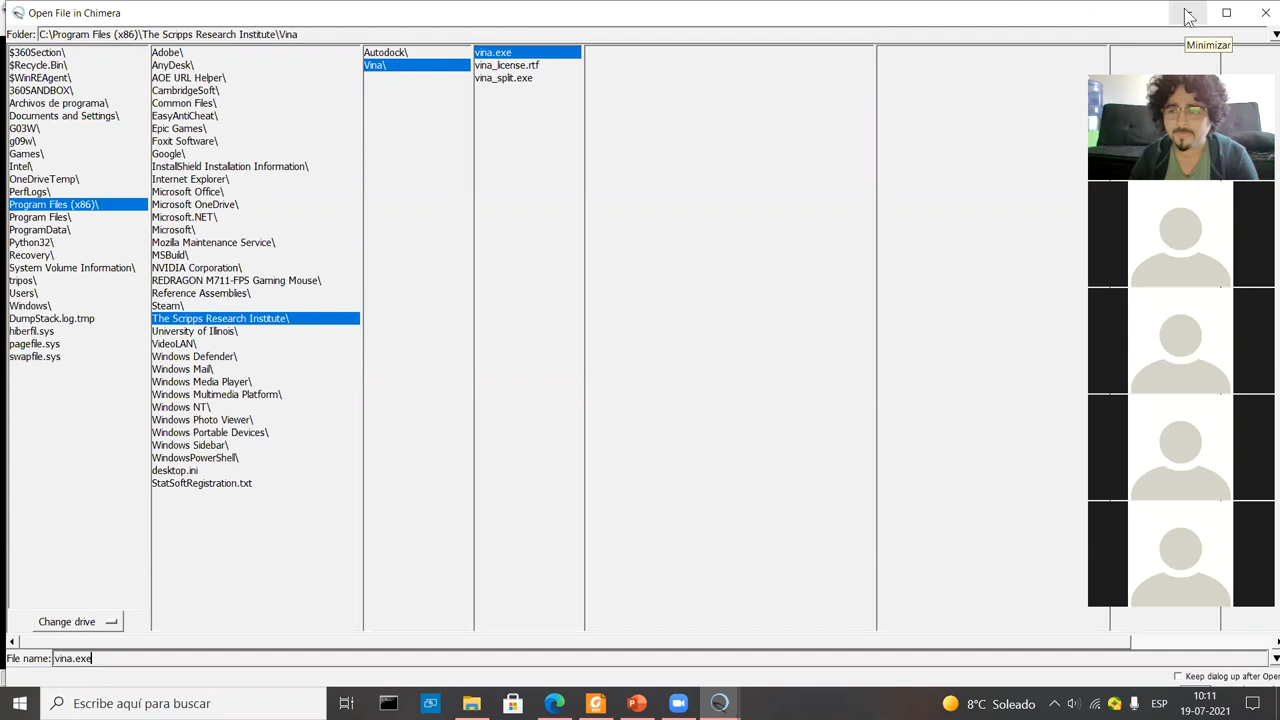 Open File in Chimera
Folder: C:\Program Files (x86)\The Scripps Research Institute\Vina
Minimizar
$360Section\
$Recycle.Bin\
$WinREAgent\
360SANDBOX\
Archivos de programa\
Documents and Settings\
G03W\
g09w\
Games\
Intel\
OneDriveTemp\
PerfLogs\
Program Files (x86)\
Program Files\
ProgramData\
Python32\
Recovery\
System Volume Information\
tripos\
Users\
Windows\
DumpStack.log.tmp
hiberfil.sys
pagefile.sys
swapfile.sys
Adobe\
AnyDesk\
AOE URL Helper\
CambridgeSoft\
Common Files\
EasyAntiCheat\
Epic Games\
Foxit Software\
Google\
InstallShield Installation Information\
Internet Explorer\
Microsoft Office\
Microsoft OneDrive\
Microsoft.NET\
Microsoft\
Mozilla Maintenance Service\
MSBuild\
NVIDIA Corporation\
REDRAGON M711-FPS Gaming Mouse\
Reference Assemblies\
Steam\
The Scripps Research Institute\
University of Illinois\
VideoLAN\
Windows Defender\
Windows Mail\
Windows Media Player\
Windows Multimedia Platform\
Windows NT\
Windows Photo Viewer\
Windows Portable Devices\
Windows Sidebar\
WindowsPowerShell\
desktop.ini
StatSoftRegistration.txt
Autodock\
Vina\
vina.exe
vina_license.rtf
vina_split.exe
Change drive
File name: vina.exe
Keep dialog up after Open
Escribe aquí para buscar
8°C Soleado
ESP
10:11
19-07-2021